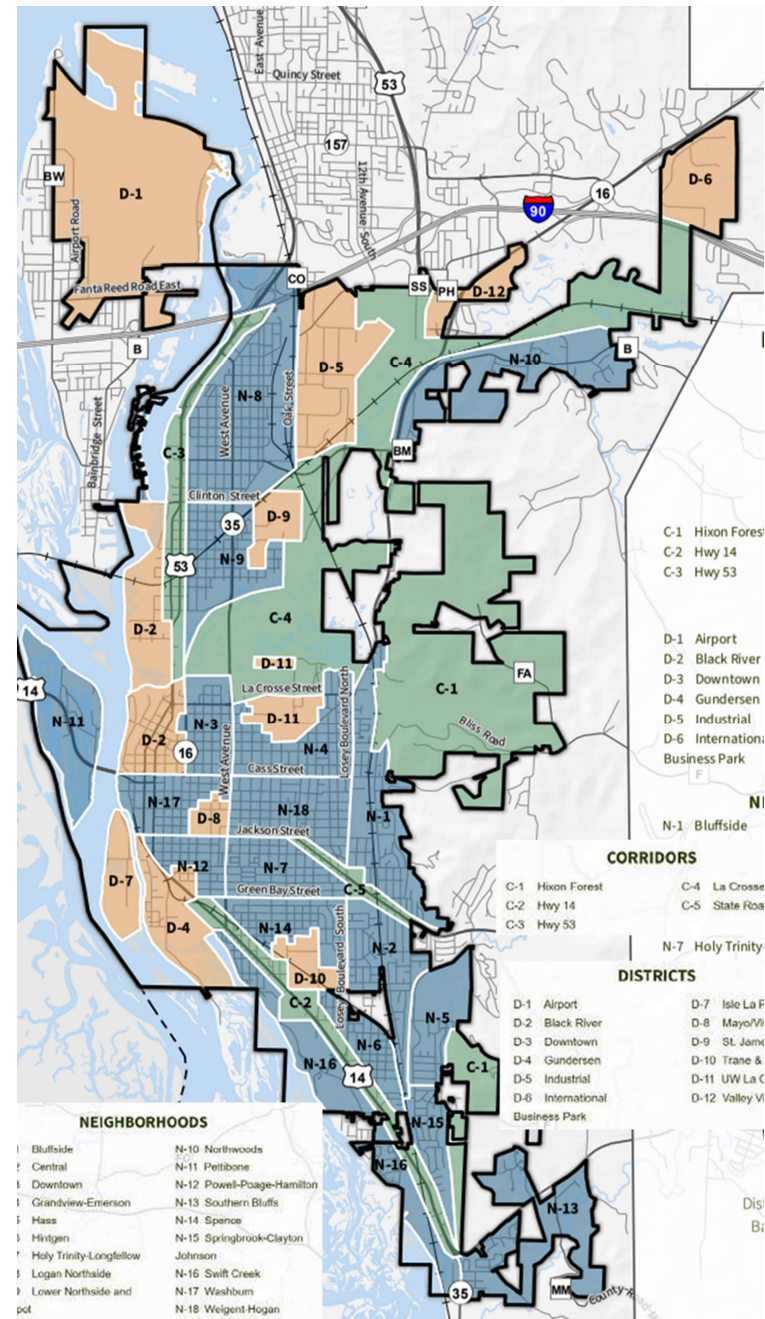 East Avenue
Quincy Street
53
157
12th Avenue South
16
90
D-6
BW
D-1
Airport Road
Fanta Reed Road East
CO
SS
PH
D-12
B
D-5
C-4
N-10
B
N-8
West Avenue
Oak Street
Bainbridge Street
C-3
BM
Clinton Street
35
D-9
53
N-9
C-4
D-2
D-11
La Crosse Street
Losey Boulevard North
C-1
FA
Bliss Road
14
N-11
N-3
D-11
D-2
16
West Avenue
N-4
Cass Street
N-17
D-8
N-18
N-1
Jackson Street
N-12
N-7
D-7
Green Bay Street
C-5
D-4
N-14
N-2
D-10
Losey Boulevard South
C-2
N-5
N-6
N-16
14
C-1
N-15
N-16
N-13
35
MM
C-1 Hixon Forest
C-2 Hwy 14
C-3 Hwy 53
D-1 Airport
D-2 Black River
D-3 Downtown
D-4 Gundersen
D-5 Industrial
D-6
Business Park
F
N-1 Bluffside
CORRIDORS
C-1 Hixon Forest
C-2 Hwy 14
C-3 Hwy 53
C-4 La Crosse
C-5 State Roa
N-7 Holy Trinity-
DISTRICTS
D-1 Airport
D-2 Black River
D-3 Downtown
D-4 Gundersen
D-5 Industrial
D-6 International
Business Park
D-7 Isle La
D-8 Mayo/
D-9 St. Jame
D-10 Trane &
D-11 UW La
D-12 Valley
NEIGHBORHOODS
Bluffside
Central
Downtown
Grandview-Emerson
Hass
Hintgen
Holy Trinity-Longfellow
Logan Northside
Lower Northside and
pot
N-10 Northwoods
N-11 Pettibone
N-12 Powell-Poage-Hamilton
N-13 Southern Bluffs
N-14 Spence
N-15 Springbrook-Clayton
Johnson
N-16 Swift Creek
N-17 Washburn
N-18 Weigent-Hogan